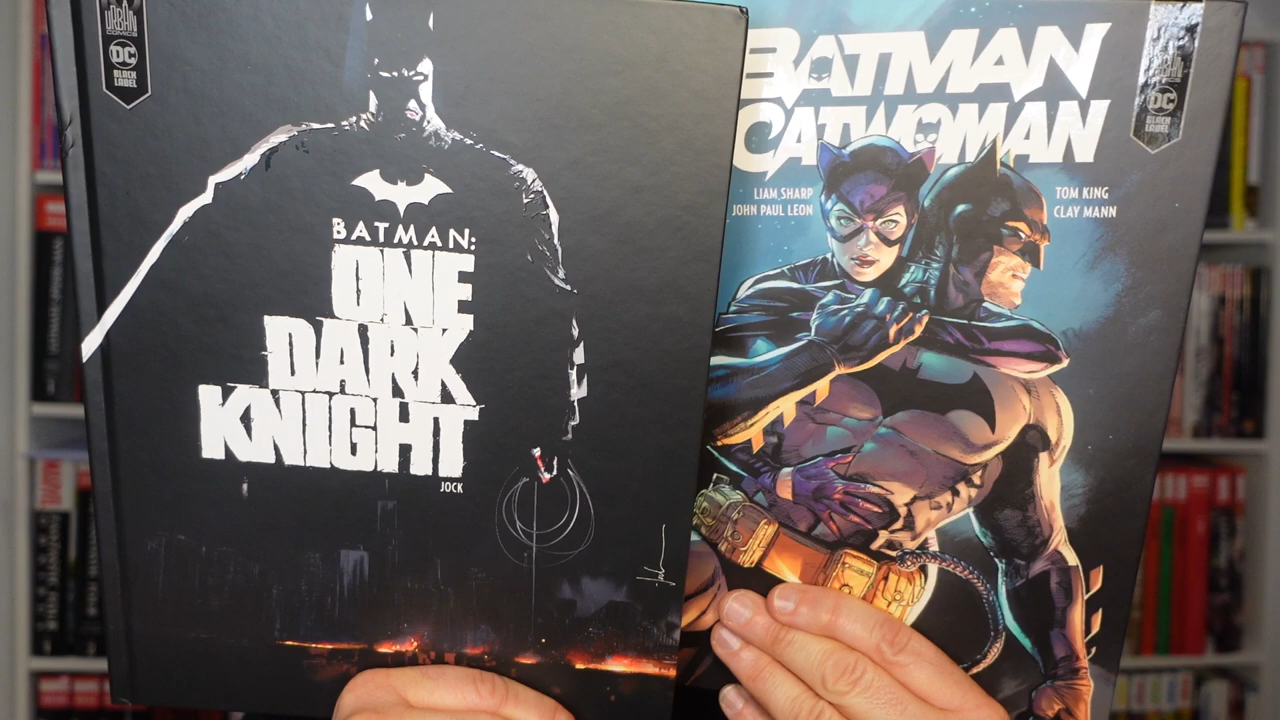 URBAN
COMICS
DC
BLACK
LABEL
BATMAN:
ONE
DARK
KNIGHT
JOCK
Jock
BATMAN
CATWOMAN
LIAM SHARP
JOHN PAUL LEON
TOM KING
CLAY MANN
URBAN
COMICS
DC
BLACK
LABEL